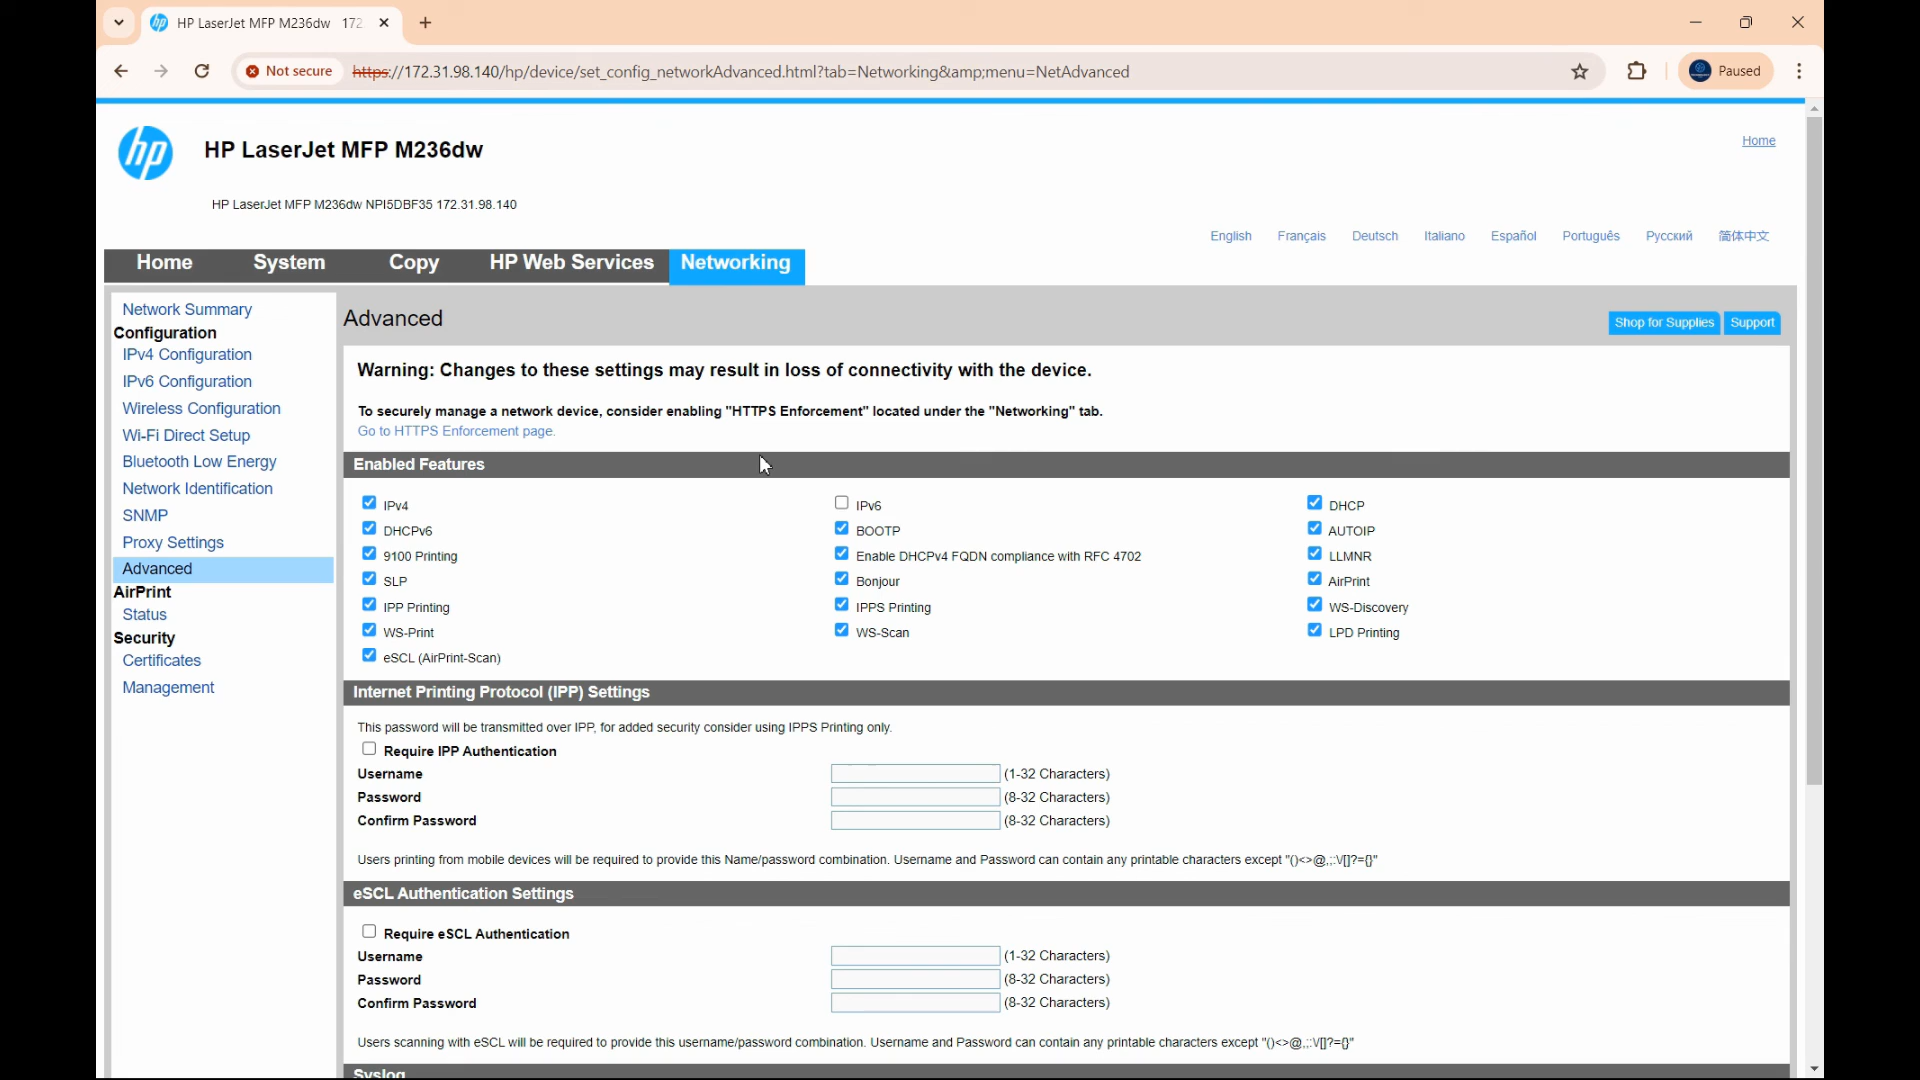 HP LaserJet MFP M236dw 172
Not secure
https://172.31.98.140/hp/device/set_config_networkAdvanced.html?tab=Networking&amp;menu=NetAdvanced
Paused
hp
HP LaserJet MFP M236dw
Home
HP LaserJet MFP M236dw NPI5DBF35 172.31.98.140
English Français Deutsch Italiano Español Português Русский 简体中文
Home System Copy HP Web Services Networking
Network Summary
Configuration
IPv4 Configuration
IPv6 Configuration
Wireless Configuration
Wi-Fi Direct Setup
Bluetooth Low Energy
Network Identification
SNMP
Proxy Settings
Advanced
AirPrint
Status
Security
Certificates
Management
Advanced
Shop for Supplies Support
Warning: Changes to these settings may result in loss of connectivity with the device.
To securely manage a network device, consider enabling "HTTPS Enforcement" located under the "Networking" tab.
Go to HTTPS Enforcement page.
Enabled Features
IPv4 IPv6 DHCP
DHCPv6 BOOTP AUTOIP
9100 Printing Enable DHCPv4 FQDN compliance with RFC 4702 LLMNR
SLP Bonjour AirPrint
IPP Printing IPPS Printing WS-Discovery
WS-Print WS-Scan LPD Printing
eSCL (AirPrint-Scan)
Internet Printing Protocol (IPP) Settings
This password will be transmitted over IPP, for added security consider using IPPS Printing only.
Require IPP Authentication
Username (1-32 Characters)
Password (8-32 Characters)
Confirm Password (8-32 Characters)
Users printing from mobile devices will be required to provide this Name/password combination. Username and Password can contain any printable characters except "()<>@,;:\/[]?={}"
eSCL Authentication Settings
Require eSCL Authentication
Username (1-32 Characters)
Password (8-32 Characters)
Confirm Password (8-32 Characters)
Users scanning with eSCL will be required to provide this username/password combination. Username and Password can contain any printable characters except "()<>@,;:\/[]?={}"
Syslog